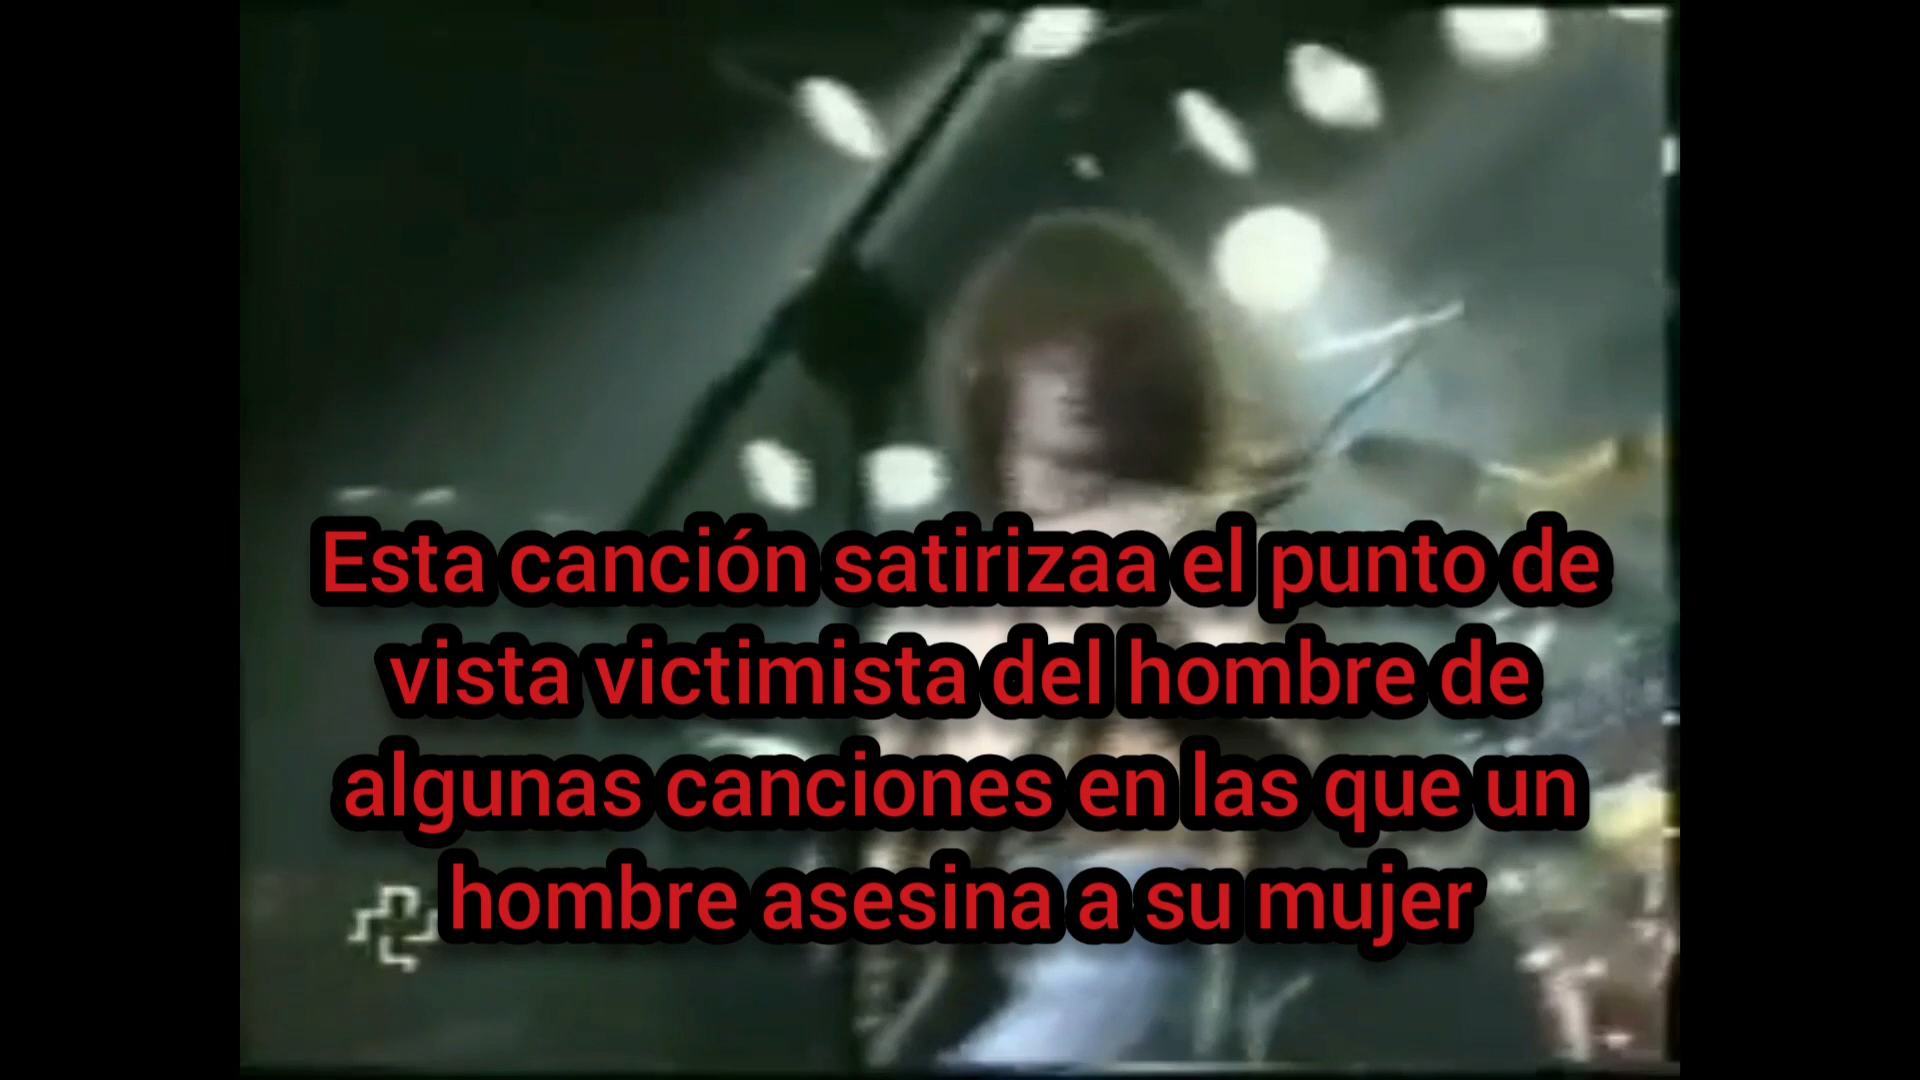 Esta canción satirizaa el punto de
vista victimista del hombre de
algunas canciones en las que un
hombre asesina a su mujer